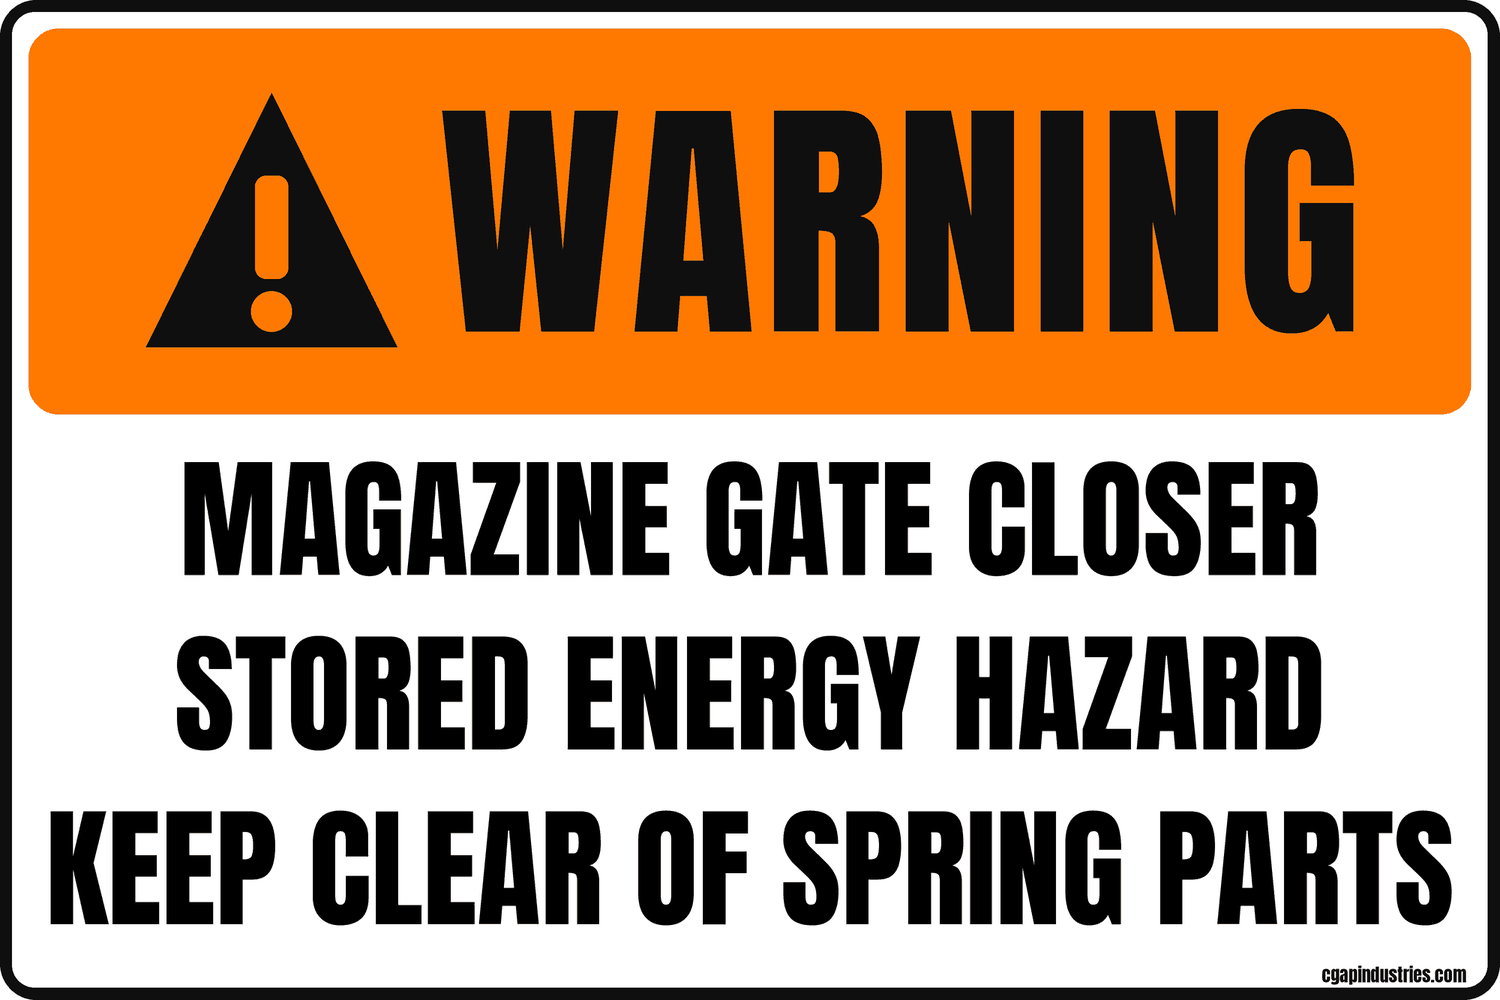 WARNING
MAGAZINE GATE CLOSER
STORED ENERGY HAZARD
KEEP CLEAR OF SPRING PARTS
cgapindustries.com